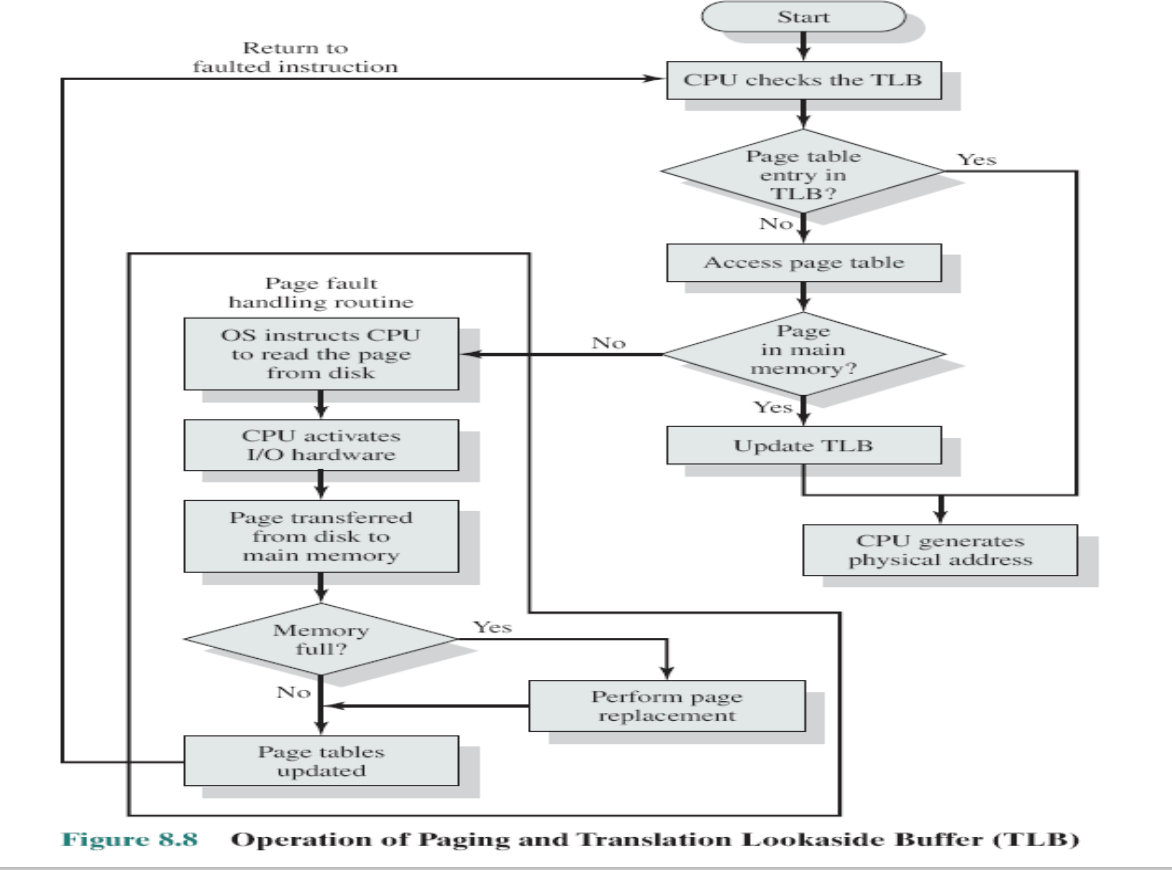 Start
Return to
faulted instruction
CPU checks the TLB
Page table
entry in
TLB?
Yes
No
Access page table
Page fault
handling routine
OS instructs CPU
to read the page
from disk
No
Page
in main
memory?
Yes
CPU activates
I/O hardware
Update TLB
Page transferred
from disk to
main memory
CPU generates
physical address
Memory
full?
Yes
No
Perform page
replacement
Page tables
updated
Figure 8.8 Operation of Paging and Translation Lookaside Buffer (TLB)